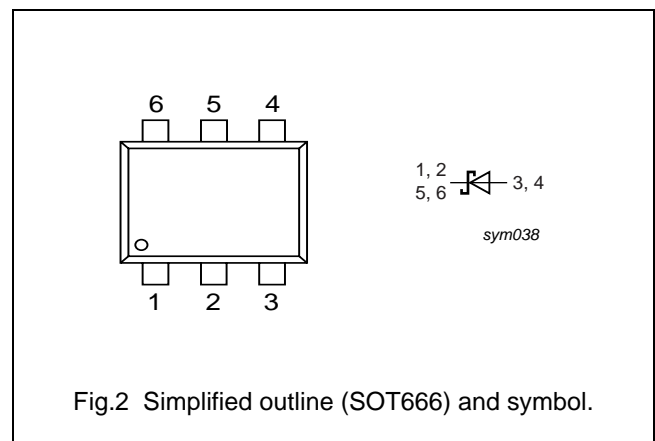 6 5 4
1, 2
5, 6
3, 4
sym038
1 2 3
Fig.2 Simplified outline (SOT666) and symbol.